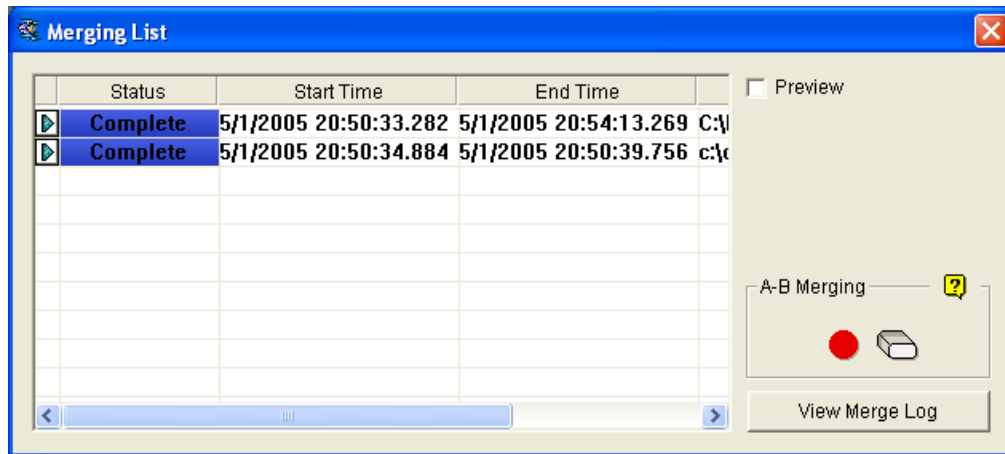 Merging List
Status Start Time End Time
Complete 5/1/2005 20:50:33.282 5/1/2005 20:54:13.269 C:\
Complete 5/1/2005 20:50:34.884 5/1/2005 20:50:39.756 c:\
Preview
A-B Merging ?
View Merge Log